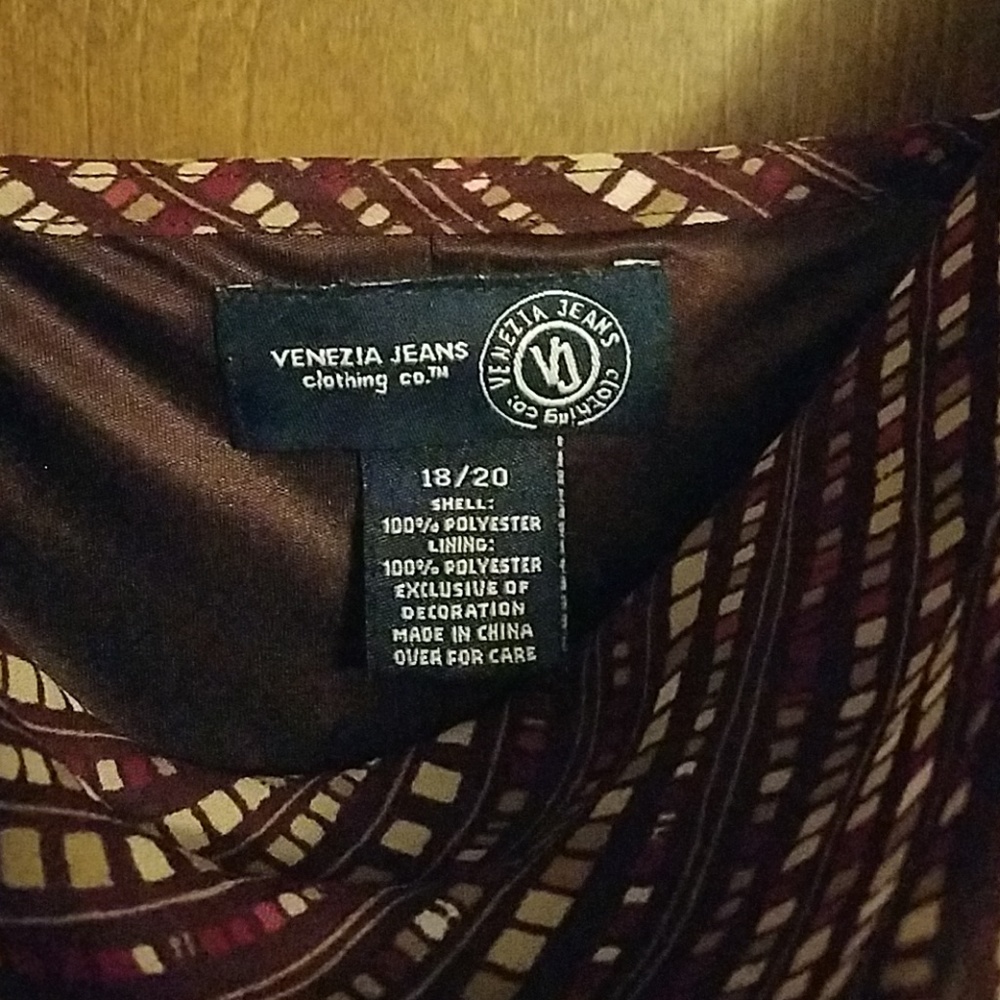 VENEZIA JEANS
clothing co.™
VENEZIA JEANS
clothing co.
VJ
18/20
SHELL:
100% POLYESTER
LINING:
100% POLYESTER
EXCLUSIVE OF
DECORATION
MADE IN CHINA
OVER FOR CARE